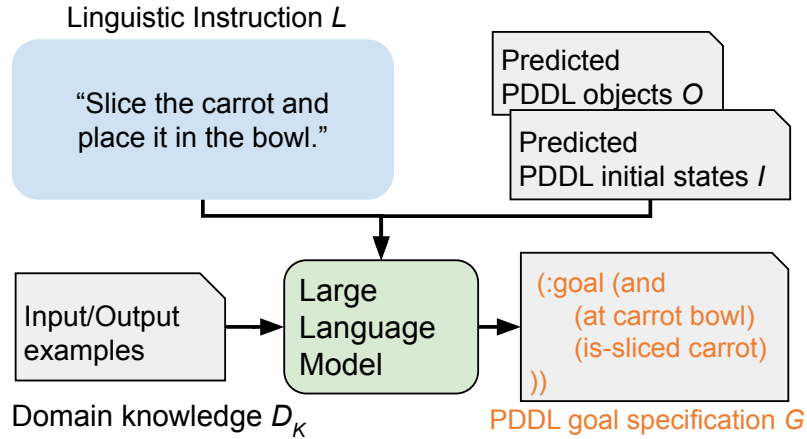 Linguistic Instruction L
“Slice the carrot and
place it in the bowl.”
Predicted
PDDL objects O
Predicted
PDDL initial states I
Input/Output
examples
Domain knowledge D_K
Large
Language
Model
(:goal (and
(at carrot bowl)
(is-sliced carrot)
))
PDDL goal specification G